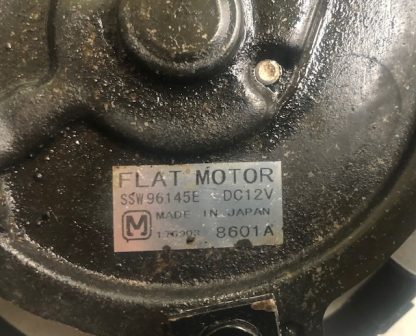 FLAT MOTOR
SSW96145E DC12V
M MADE IN JAPAN
8601A